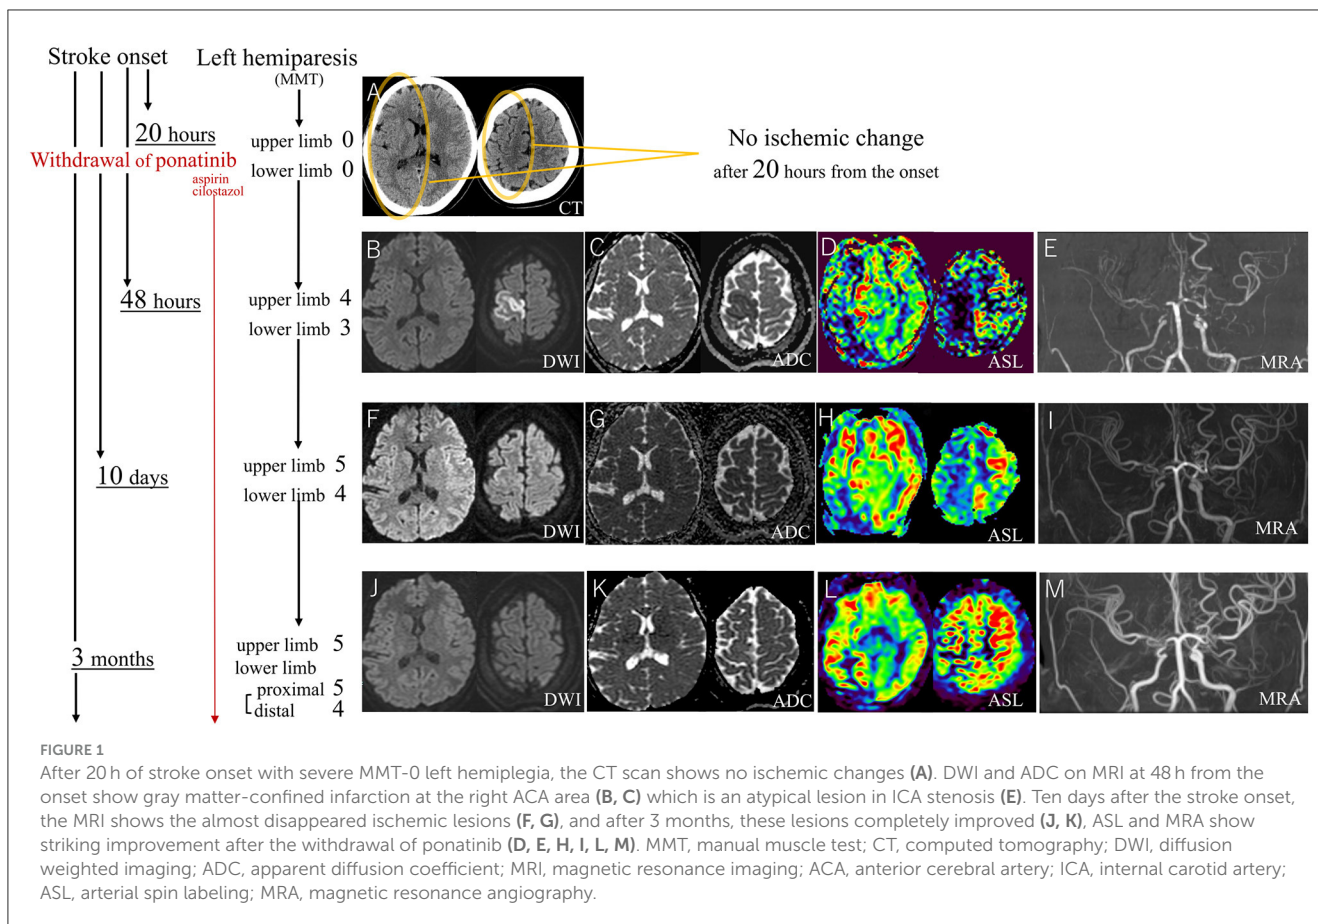 Stroke onset
Left hemiparesis
(MMT)
20 hours
Withdrawal of ponatinib
aspirin
cilostazol
upper limb 0
lower limb 0
A
CT
No ischemic change
after 20 hours from the onset
48 hours
upper limb 4
lower limb 3
B
DWI
C
ADC
D
ASL
E
MRA
10 days
upper limb 5
lower limb 4
F
DWI
G
ADC
H
ASL
I
MRA
3 months
upper limb 5
lower limb
proximal 5
distal 4
J
DWI
K
ADC
L
ASL
M
MRA
FIGURE 1
After 20 h of stroke onset with severe MMT-0 left hemiplegia, the CT scan shows no ischemic changes (A). DWI and ADC on MRI at 48 h from the
onset show gray matter-confined infarction at the right ACA area (B, C) which is an atypical lesion in ICA stenosis (E). Ten days after the stroke onset,
the MRI shows the almost disappeared ischemic lesions (F, G), and after 3 months, these lesions completely improved (J, K), ASL and MRA show
striking improvement after the withdrawal of ponatinib (D, E, H, I, L, M). MMT, manual muscle test; CT, computed tomography; DWI, diffusion
weighted imaging; ADC, apparent diffusion coefficient; MRI, magnetic resonance imaging; ACA, anterior cerebral artery; ICA, internal carotid artery;
ASL, arterial spin labeling; MRA, magnetic resonance angiography.